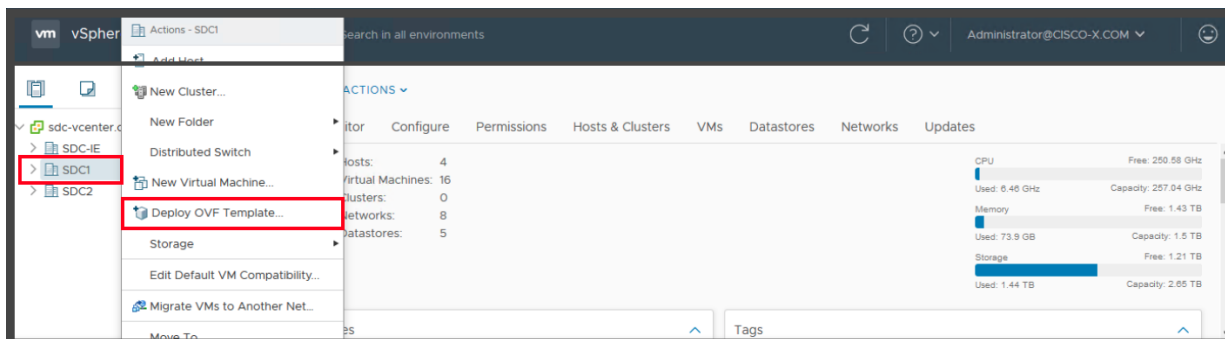 vm vSpher
Actions - SDC1
Search in all environments
Administrator@CISCO-X.COM
Add Host
New Cluster...
ACTIONS
New Folder
itor Configure Permissions Hosts & Clusters VMs Datastores Networks Updates
sdc-vcenter.c
SDC-IE
SDC1
SDC2
Distributed Switch
New Virtual Machine...
Deploy OVF Template...
Storage
Edit Default VM Compatibility...
Migrate VMs to Another Net...
Move To
Hosts: 4
Virtual Machines: 16
Clusters: 0
Networks: 8
Datastores: 5
CPU Free: 250.58 GHz
Used: 6.46 GHz Capacity: 257.04 GHz
Memory Free: 1.43 TB
Used: 73.9 GB Capacity: 1.5 TB
Storage Free: 1.21 TB
Used: 1.44 TB Capacity: 2.65 TB
es
Tags